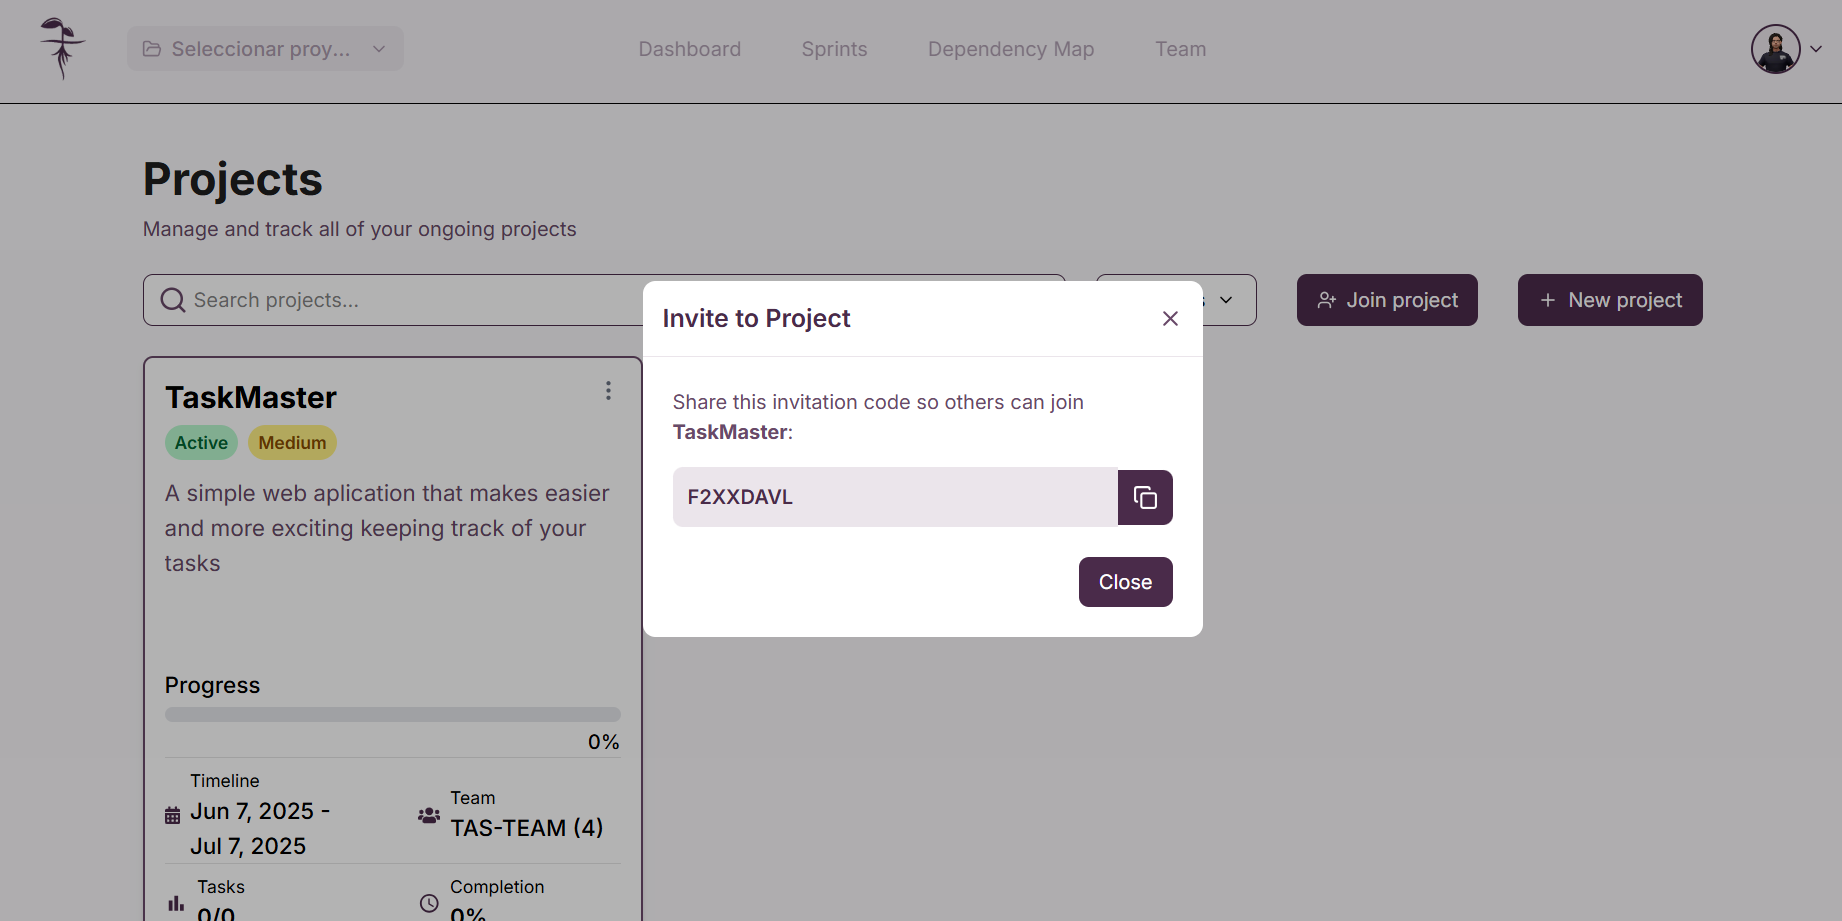 Seleccionar proy...
Dashboard
Sprints
Dependency Map
Team
Projects
Manage and track all of your ongoing projects
Search projects...
Join project
New project
Invite to Project
Share this invitation code so others can join
TaskMaster:
F2XXDAVL
Close
TaskMaster
Active
Medium
A simple web aplication that makes easier
and more exciting keeping track of your
tasks
Progress
0%
Timeline
Jun 7, 2025 -
Jul 7, 2025
Team
TAS-TEAM (4)
Tasks
0/0
Completion
0%